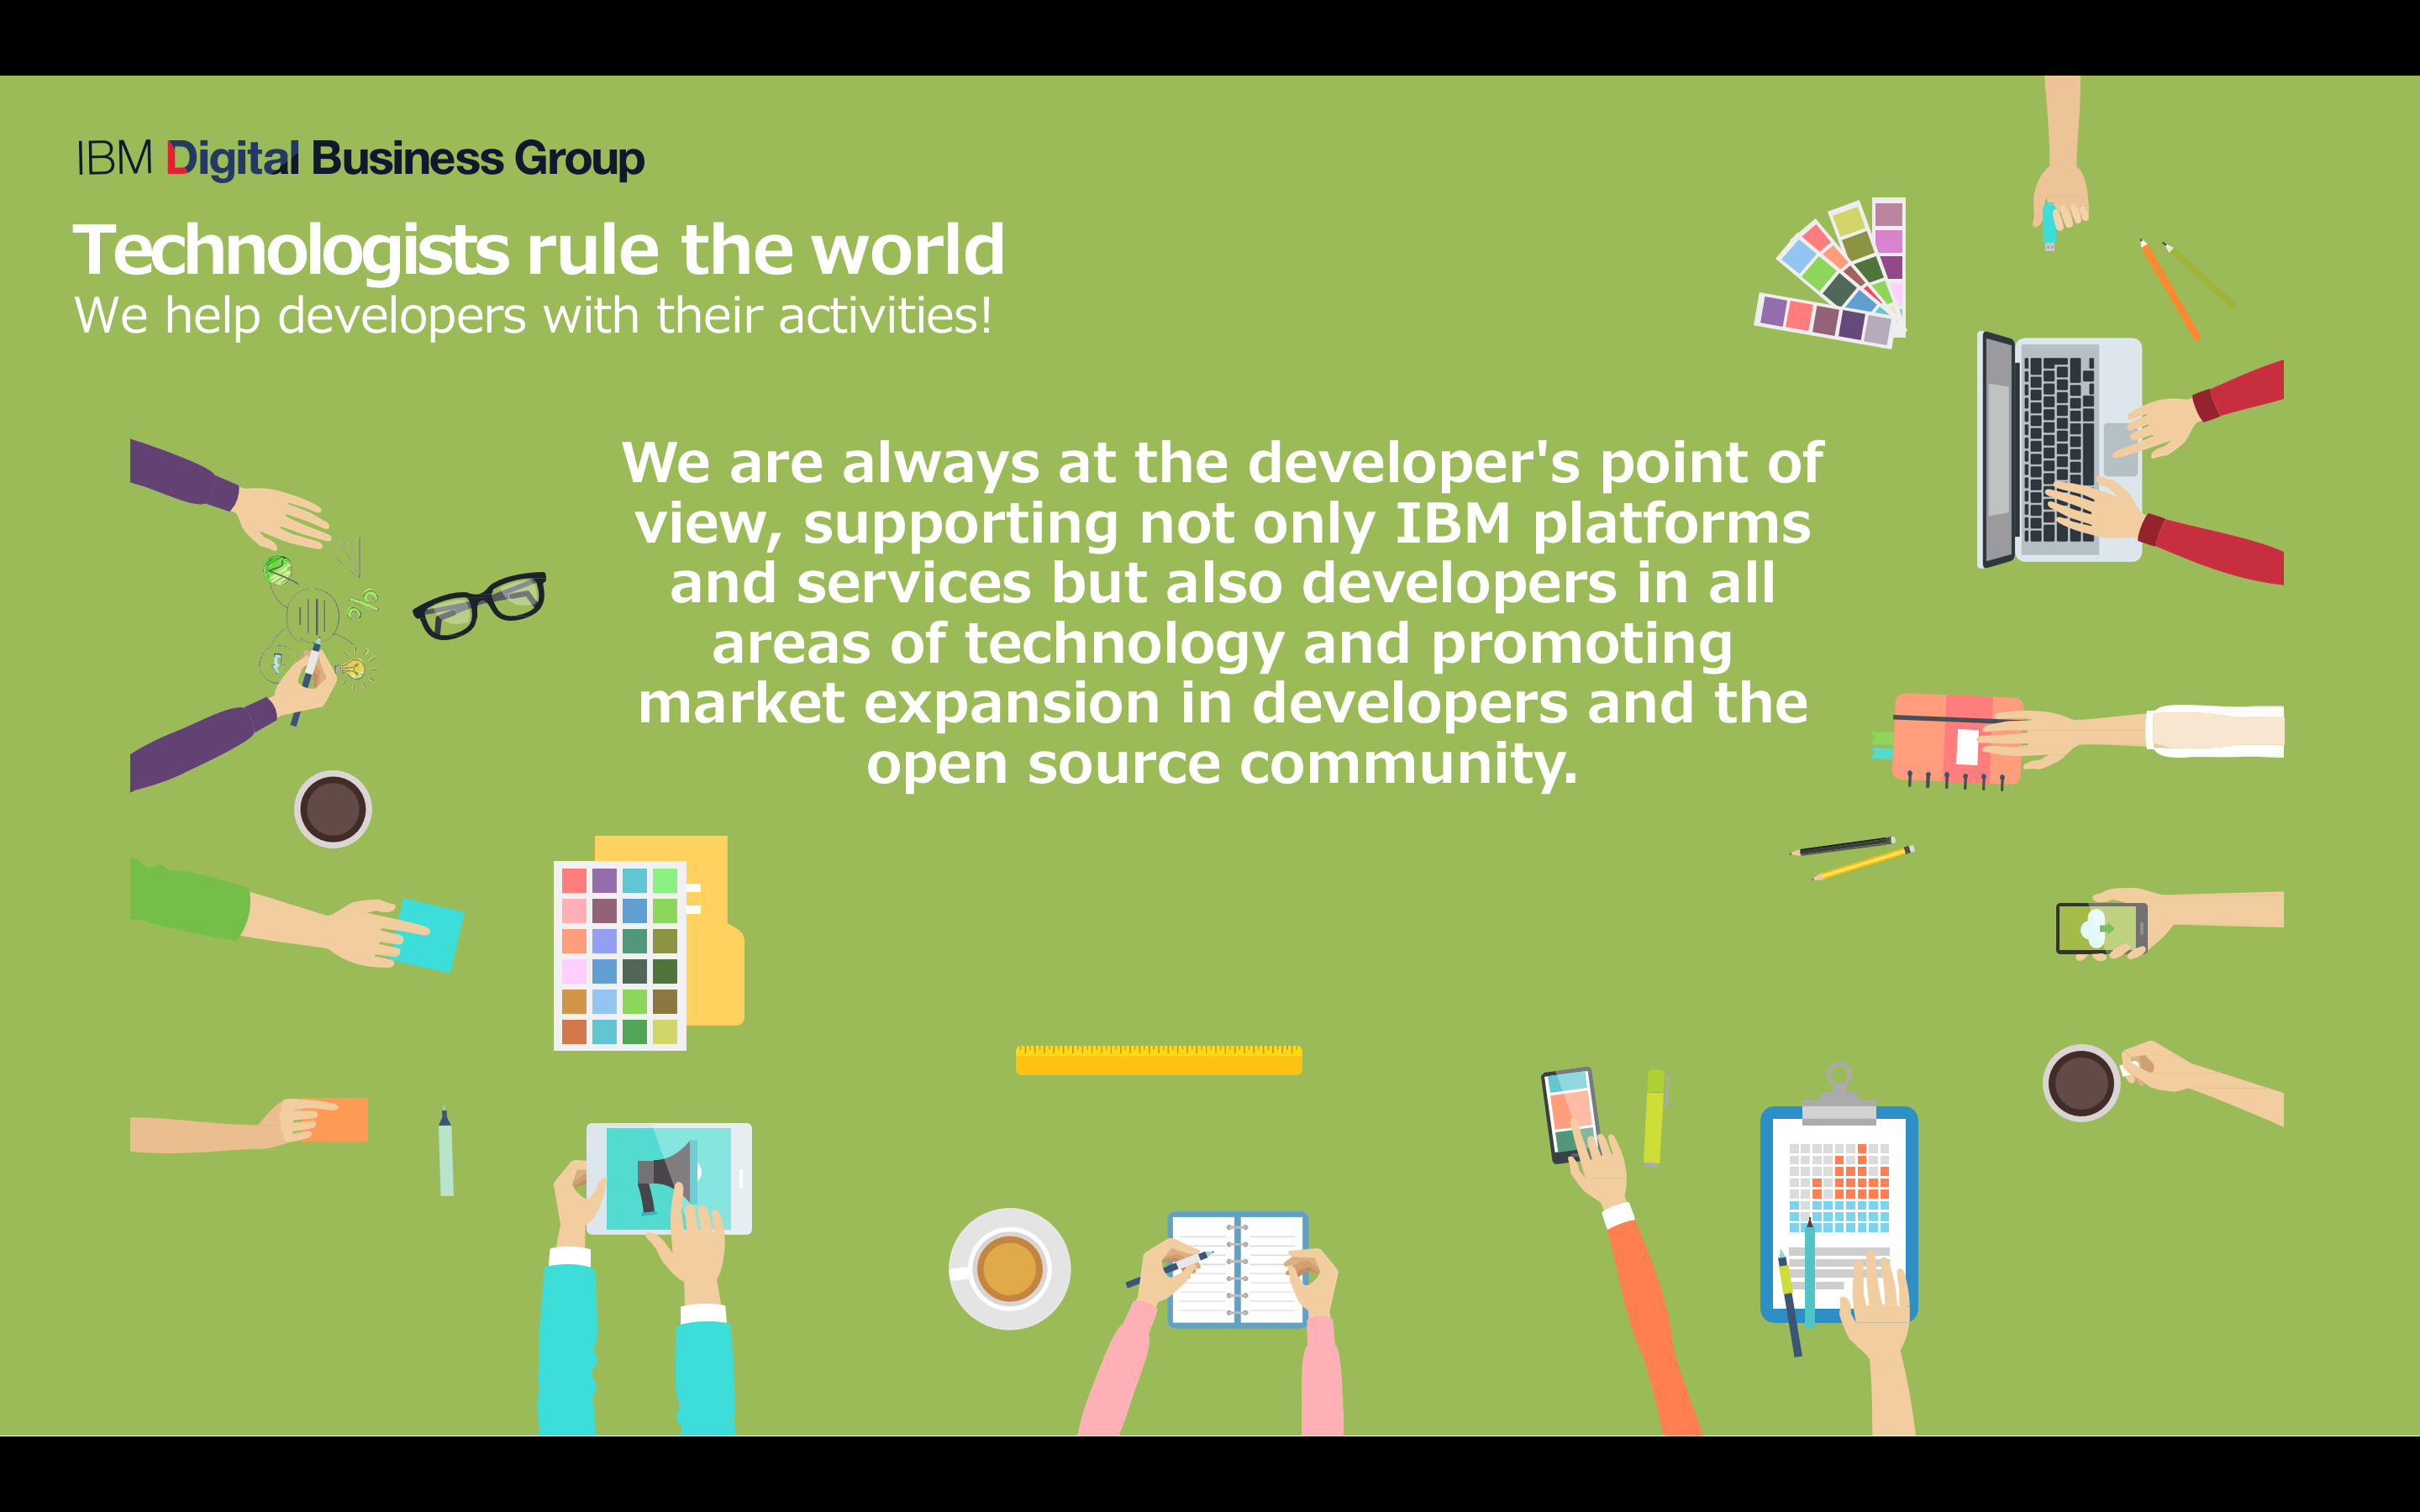 IBM Digital Business Group
Technologists rule the world
We help developers with their activities!
We are always at the developer's point of
view, supporting not only IBM platforms
and services but also developers in all
areas of technology and promoting
market expansion in developers and the
open source community.
%